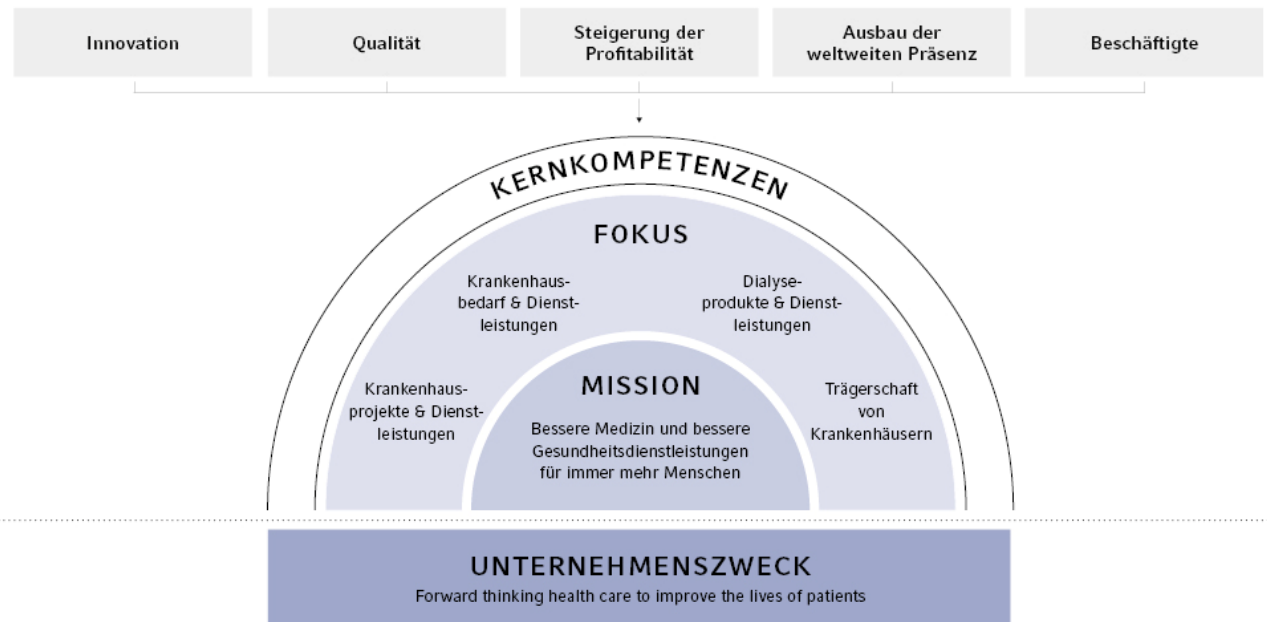 Innovation
Qualität
Steigerung der
Profitabilität
Ausbau der
weltweiten Präsenz
Beschäftigte
KERNKOMPETENZEN
FOKUS
Krankenhaus-
bedarf & Dienst-
leistungen
Dialyse-
produkte & Dienst-
leistungen
Krankenhaus-
projekte & Dienst-
leistungen
Trägerschaft
von
Krankenhäusern
MISSION
Bessere Medizin und bessere
Gesundheitsdienstleistungen
für immer mehr Menschen
UNTERNEHMENSZWECK
Forward thinking health care to improve the lives of patients